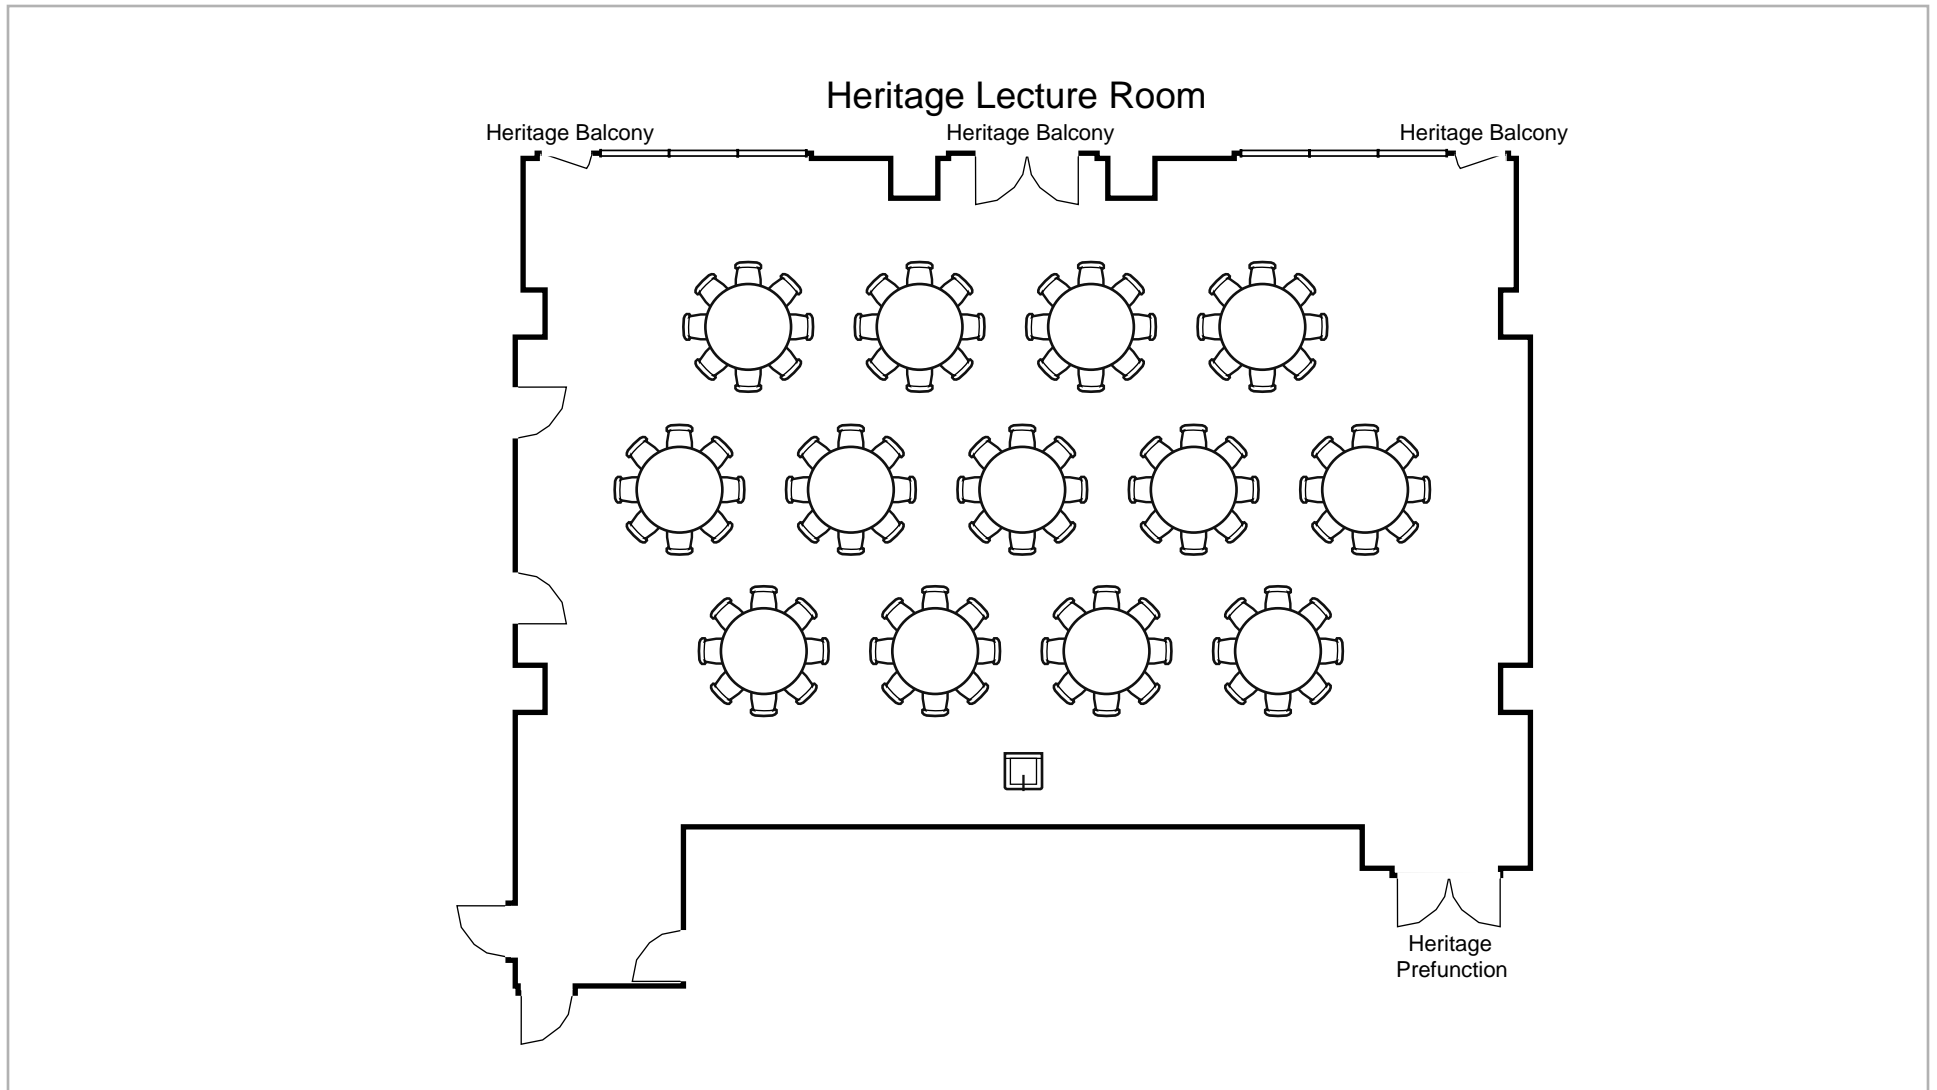 Heritage Lecture Room
Heritage Balcony
Heritage Balcony
Heritage Balcony
Heritage
Prefunction